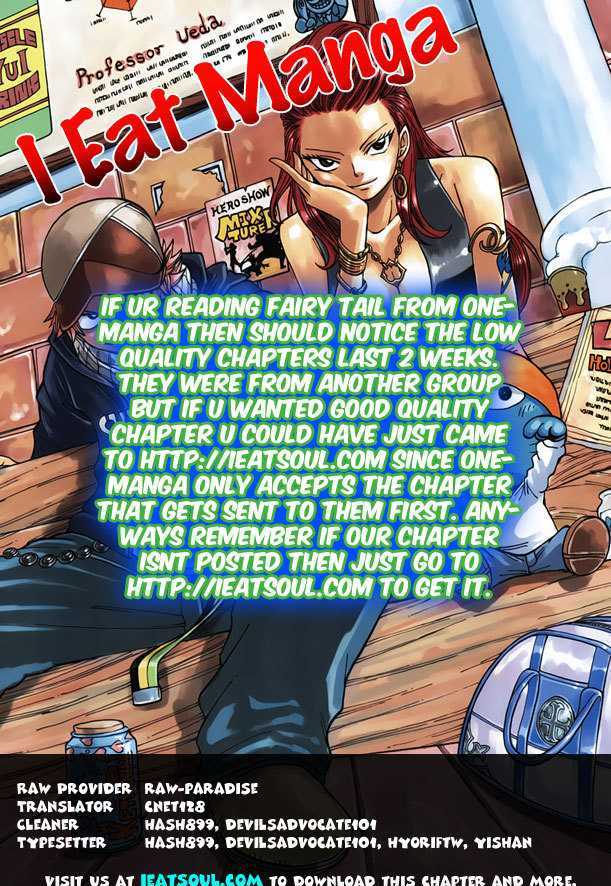 Professor Ueda
I Eat Manga
HERO SHOW
MIX
TURE!
IF UR READING FAIRY TAIL FROM ONE-
MANGA THEN SHOULD NOTICE THE LOW
QUALITY CHAPTERS LAST 2 WEEKS.
THEY WERE FROM ANOTHER GROUP
BUT IF U WANTED GOOD QUALITY
CHAPTER U COULD HAVE JUST CAME
TO HTTP://IEATSOUL.COM SINCE ONE-
MANGA ONLY ACCEPTS THE CHAPTER
THAT GETS SENT TO THEM FIRST. ANY-
WAYS REMEMBER IF OUR CHAPTER
ISNT POSTED THEN JUST GO TO
HTTP://IEATSOUL.COM TO GET IT.
RAW PROVIDER RAW-PARADISE
TRANSLATOR CNET128
CLEANER HASH899, DEVILSADVOCATE101
TYPESETTER HASH899, DEVILSADVOCATE101, HYORIFTW, YISHAN
VISIT US AT IEATSOUL.COM TO DOWNLOAD THIS CHAPTER AND MORE.